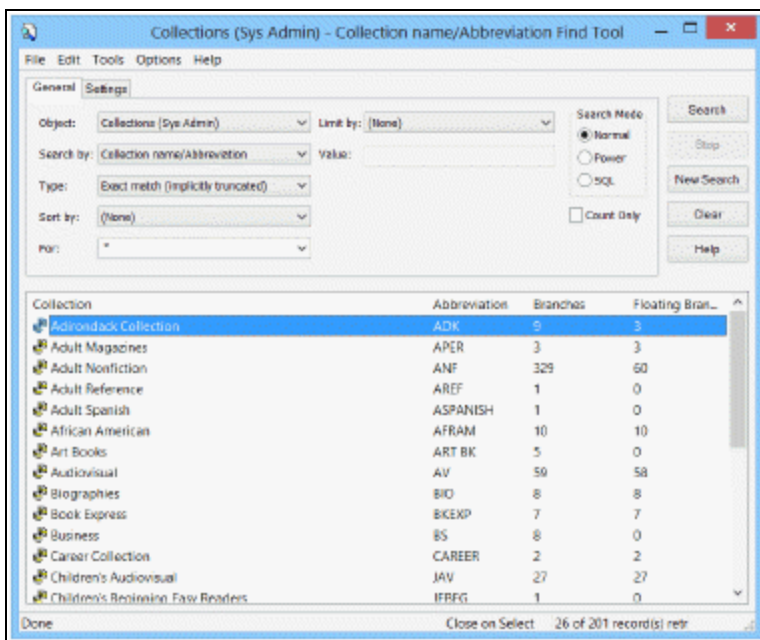 Collections (Sys Admin) - Collection name/Abbreviation Find Tool
File Edit Tools Options Help
General Settings
Object: Collections (Sys Admin) Limit by: (None) Search Mode Search
Search by: Collection name/Abbreviation Value: Normal Stop
Type: Exact match (implicitly truncated) Power New Search
SQL
Sort by: (None) Count Only Clear
For: * Help
Collection Abbreviation Branches Floating Bran...
Adirondack Collection ADK 9 3
Adult Magazines APER 3 3
Adult Nonfiction ANF 329 60
Adult Reference AREF 1 0
Adult Spanish ASPANISH 1 0
African American AFRAM 10 10
Art Books ART BK 5 0
Audiovisual AV 59 58
Biographies BIO 8 8
Book Express BKEXP 7 7
Business BS 8 0
Career Collection CAREER 2 2
Children's Audiovisual JAV 27 27
Children's Beginning Easy Readers 1 0
Done Close on Select 26 of 201 record(s) retr